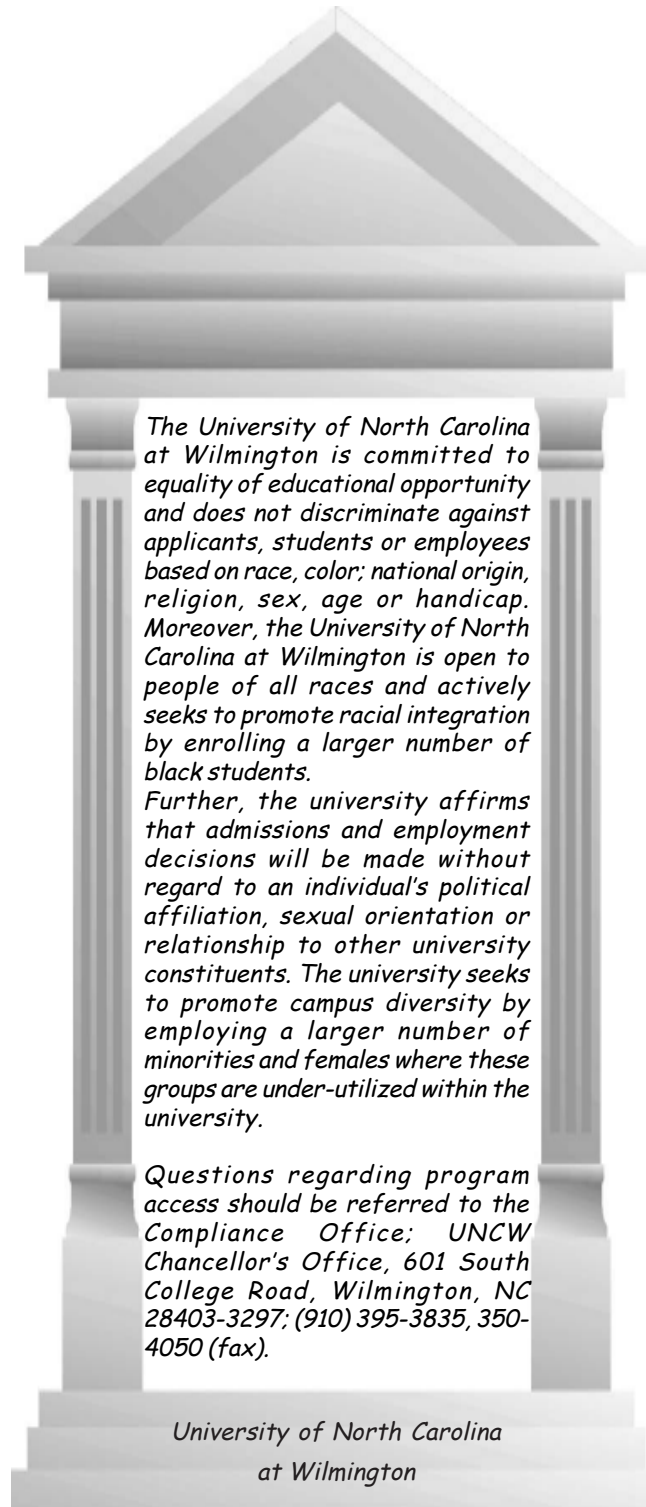 The University of North Carolina
at Wilmington is committed to
equality of educational opportunity
and does not discriminate against
applicants, students or employees
based on race, color; national origin,
religion, sex, age or handicap.
Moreover, the University of North
Carolina at Wilmington is open to
people of all races and actively
seeks to promote racial integration
by enrolling a larger number of
black students.
Further, the university affirms
that admissions and employment
decisions will be made without
regard to an individual's political
affiliation, sexual orientation or
relationship to other university
constituents. The university seeks
to promote campus diversity by
employing a larger number of
minorities and females where these
groups are under-utilized within the
university.
Questions regarding program
access should be referred to the
Compliance Office; UNCW
Chancellor's Office, 601 South
College Road, Wilmington, NC
28403-3297; (910) 395-3835, 350-
4050 (fax).
University of North Carolina
at Wilmington